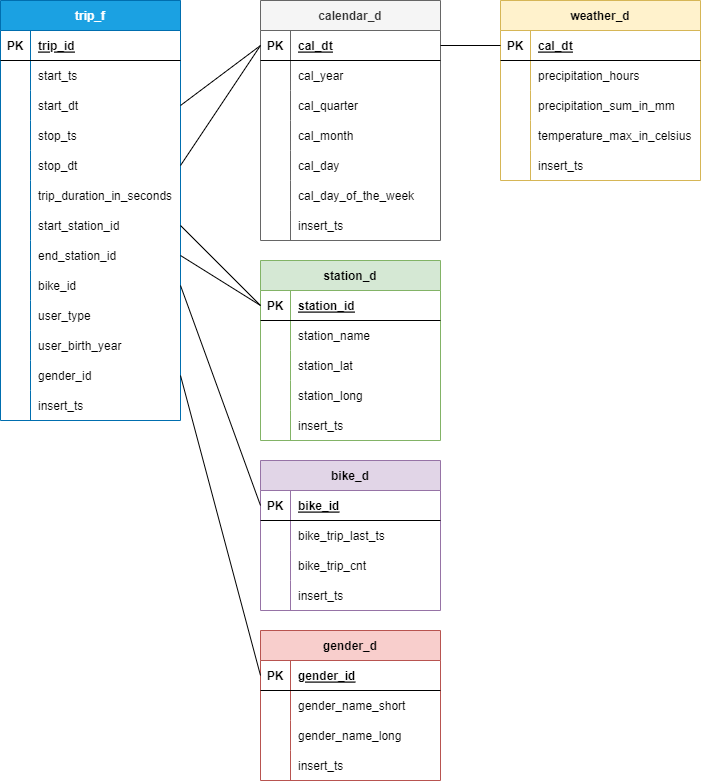 trip_f
PK trip_id
start_ts
start_dt
stop_ts
stop_dt
trip_duration_in_seconds
start_station_id
end_station_id
bike_id
user_type
user_birth_year
gender_id
insert_ts
calendar_d
PK cal_dt
cal_year
cal_quarter
cal_month
cal_day
cal_day_of_the_week
insert_ts
weather_d
PK cal_dt
precipitation_hours
precipitation_sum_in_mm
temperature_max_in_celsius
insert_ts
station_d
PK station_id
station_name
station_lat
station_long
insert_ts
bike_d
PK bike_id
bike_trip_last_ts
bike_trip_cnt
insert_ts
gender_d
PK gender_id
gender_name_short
gender_name_long
insert_ts